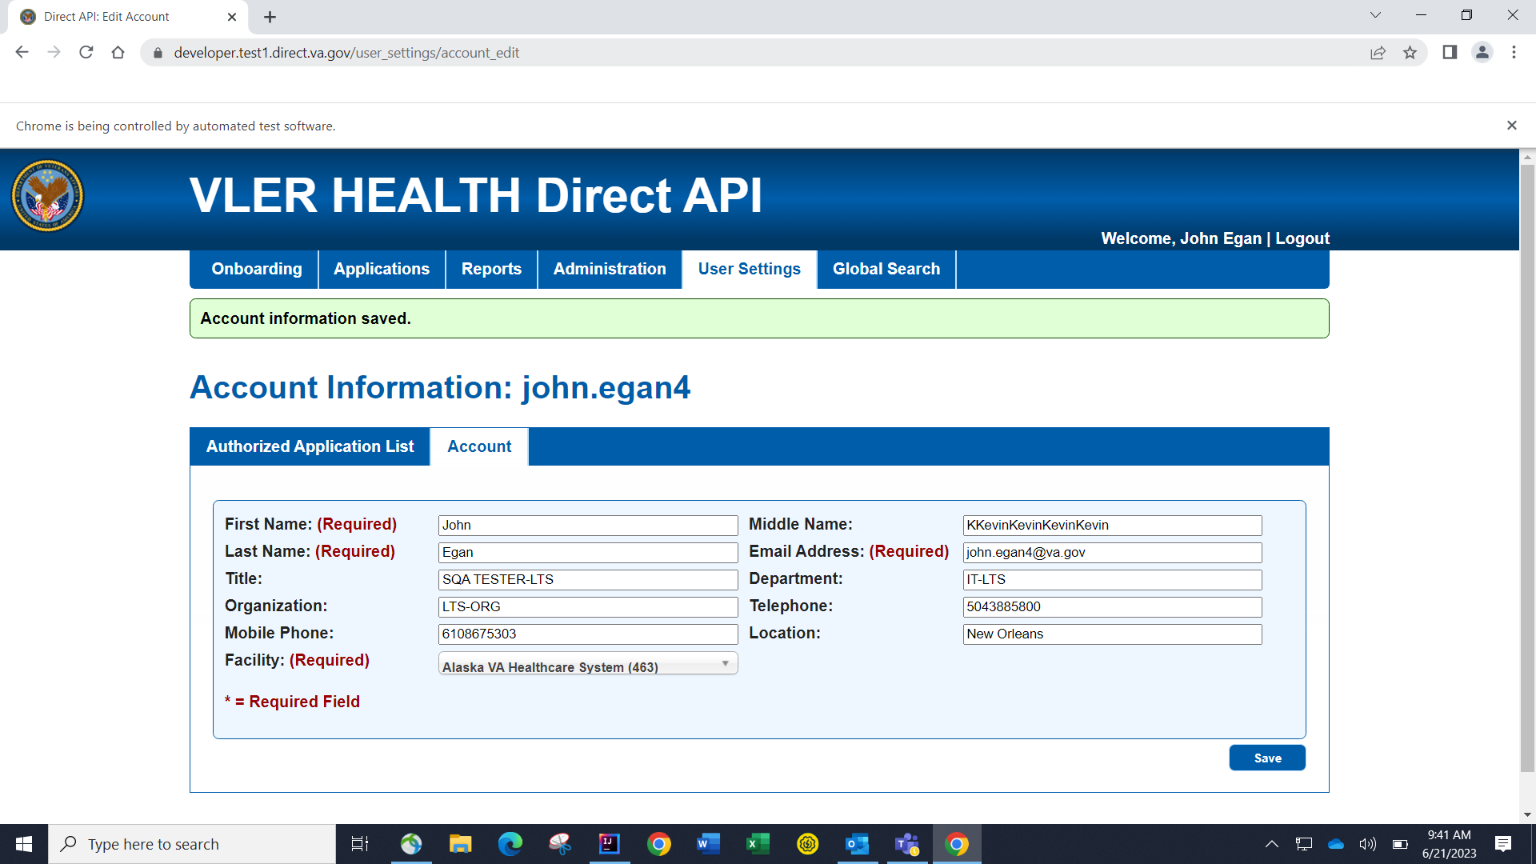 Direct API: Edit Account
developer.test1.direct.va.gov/user_settings/account_edit
Chrome is being controlled by automated test software.
VLER HEALTH Direct API
Welcome, John Egan | Logout
Onboarding Applications Reports Administration User Settings Global Search
Account information saved.
Account Information: john.egan4
Authorized Application List Account
First Name: (Required) John Middle Name: KKevinKevinKevinKevin
Last Name: (Required) Egan Email Address: (Required) john.egan4@va.gov
Title: SQA TESTER-LTS Department: IT-LTS
Organization: LTS-ORG Telephone: 5043885800
Mobile Phone: 6108675303 Location: New Orleans
Facility: (Required) Alaska VA Healthcare System (463)
* = Required Field
Save
Type here to search
9:41 AM
6/21/2023